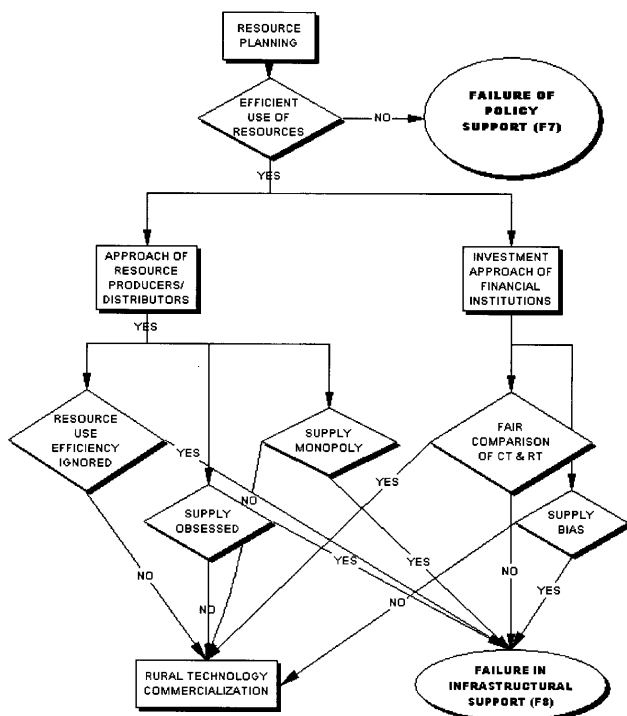 RESOURCE
PLANNING
EFFICIENT
USE OF
RESOURCES
NO
FAILURE OF
POLICY
SUPPORT (F7)
YES
APPROACH OF
RESOURCE
PRODUCERS/
DISTRIBUTORS
INVESTMENT
APPROACH OF
FINANCIAL
INSTITUTIONS
YES
RESOURCE
USE
EFFICIENCY
IGNORED
YES
SUPPLY
MONOPOLY
FAIR
COMPARISON
OF CT & RT
YES
NO
SUPPLY
OBSESSED
SUPPLY
BIAS
YES
YES
NO
NO
YES
NO
NO
RURAL TECHNOLOGY
COMMERCIALIZATION
FAILURE IN
INFRASTRUCTURAL
SUPPORT (F8)